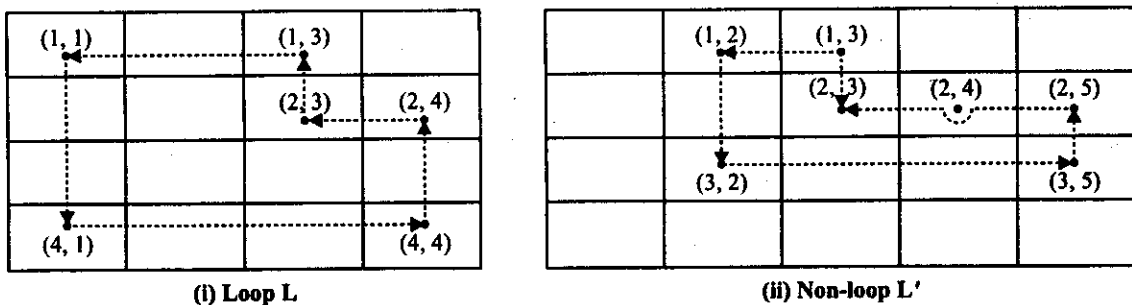 (1, 1) (1, 3)
(2, 3) (2, 4)
(4, 1) (4, 4)
(i) Loop L
(1, 2) (1, 3)
(2, 3) (2, 4) (2, 5)
(3, 2) (3, 5)
(ii) Non-loop L'